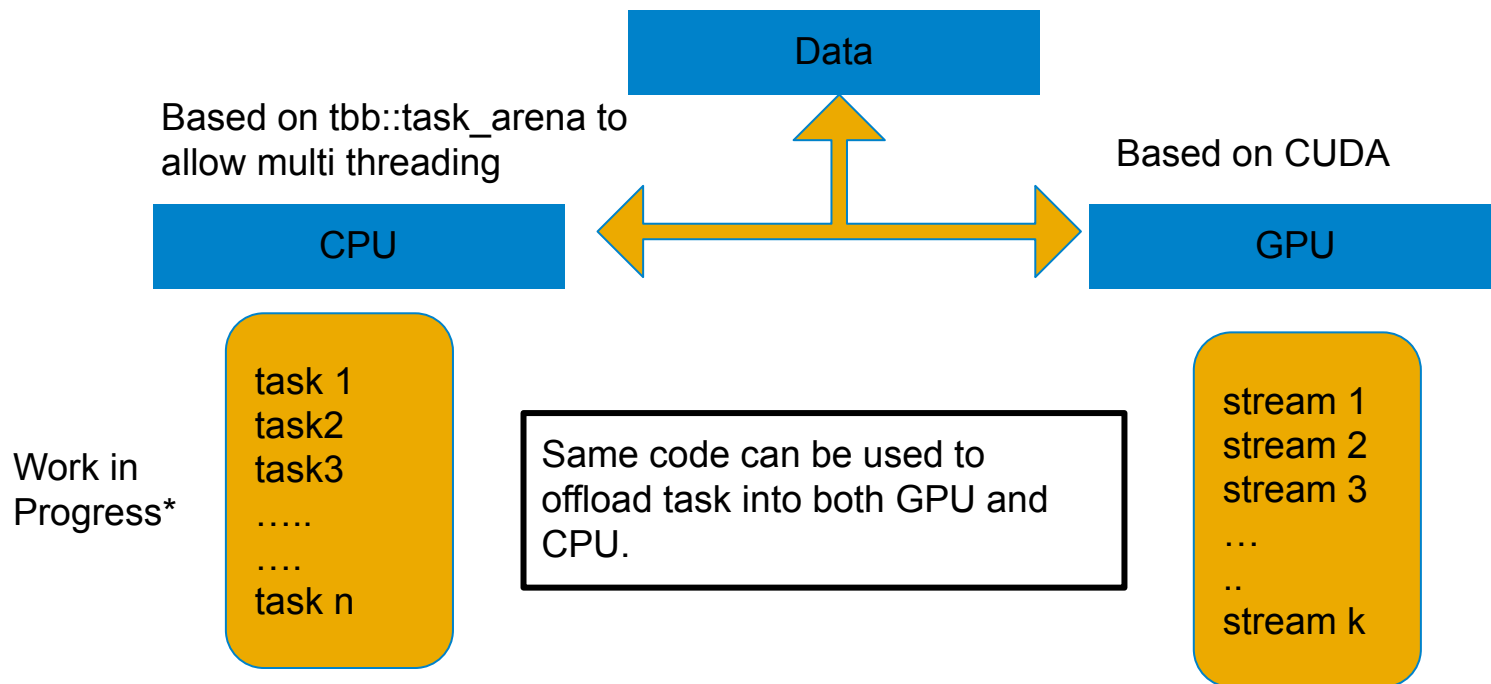 Data
Based on tbb::task_arena to
allow multi threading
Based on CUDA
CPU
GPU
task 1
task2
task3
…..
….
task n
Work in
Progress*
Same code can be used to
offload task into both GPU and
CPU.
stream 1
stream 2
stream 3
…
..
stream k